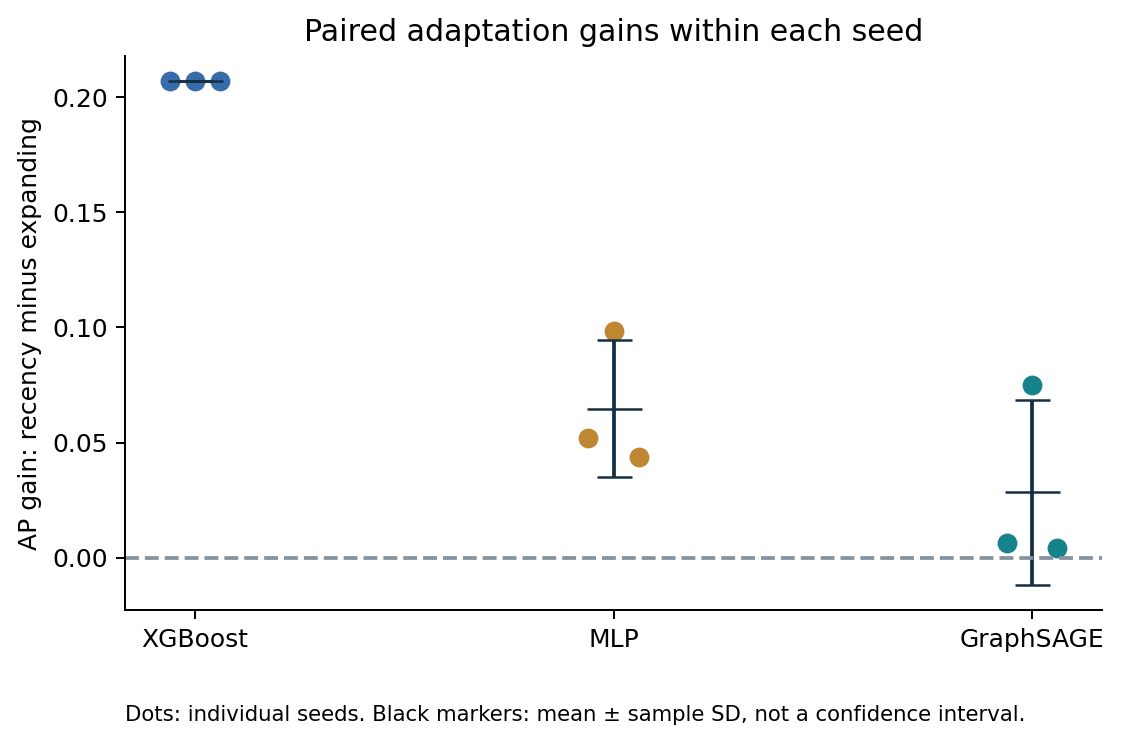 Paired adaptation gains within each seed
AP gain: recency minus expanding
0.20
0.15
0.10
0.05
0.00
XGBoost
MLP
GraphSAGE
Dots: individual seeds. Black markers: mean ± sample SD, not a confidence interval.